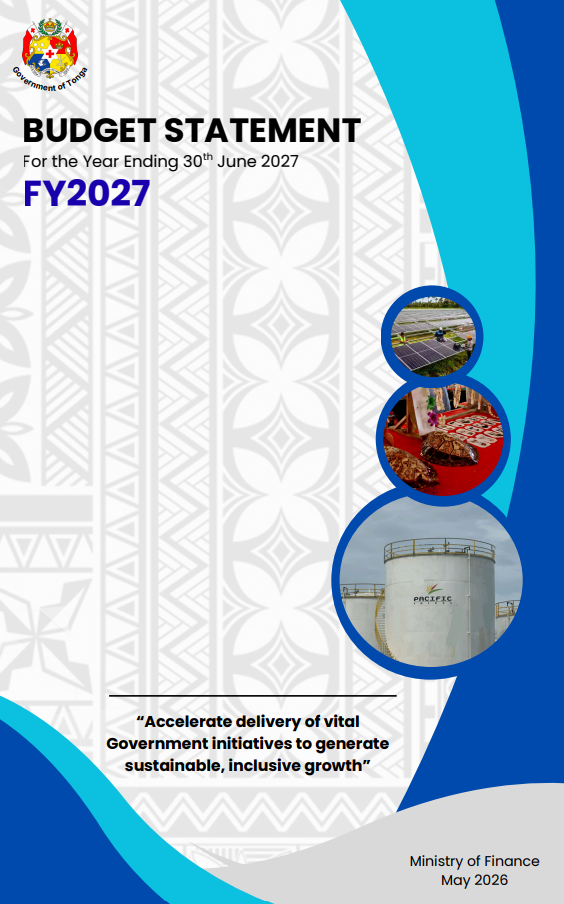 Government of Tonga
BUDGET STATEMENT
For the Year Ending 30th June 2027
FY2027
PACIFIC
“Accelerate delivery of vital
Government initiatives to generate
sustainable, inclusive growth”
Ministry of Finance
May 2026